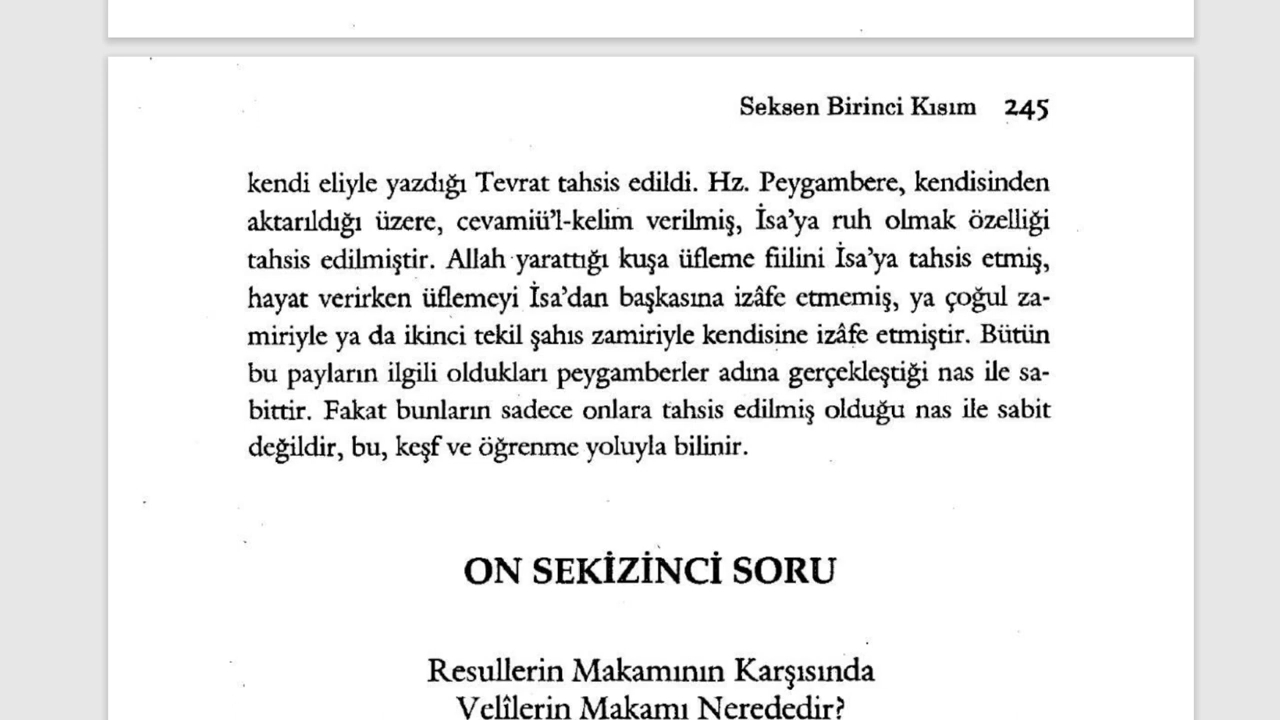 Seksen Birinci Kısım 245
kendi eliyle yazdığı Tevrat tahsis edildi. Hz. Peygambere, kendisinden
aktarıldığı üzere, cevamiü'l-kelim verilmiş, İsa'ya ruh olmak özelliği
tahsis edilmiştir. Allah yarattığı kuşa üfleme fiilini İsa'ya tahsis etmiş,
hayat verirken üflemeyi İsa'dan başkasına izâfe etmemiş, ya çoğul za-
miriyle ya da ikinci tekil şahıs zamiriyle kendisine izâfe etmiştir. Bütün
bu payların ilgili oldukları peygamberler adına gerçekleştiği nas ile sa-
bittir. Fakat bunların sadece onlara tahsis edilmiş olduğu nas ile sabit
değildir, bu, keşf ve öğrenme yoluyla bilinir.
ON SEKİZİNCİ SORU
Resullerin Makamının Karşısında
Velîlerin Makamı Neredir?